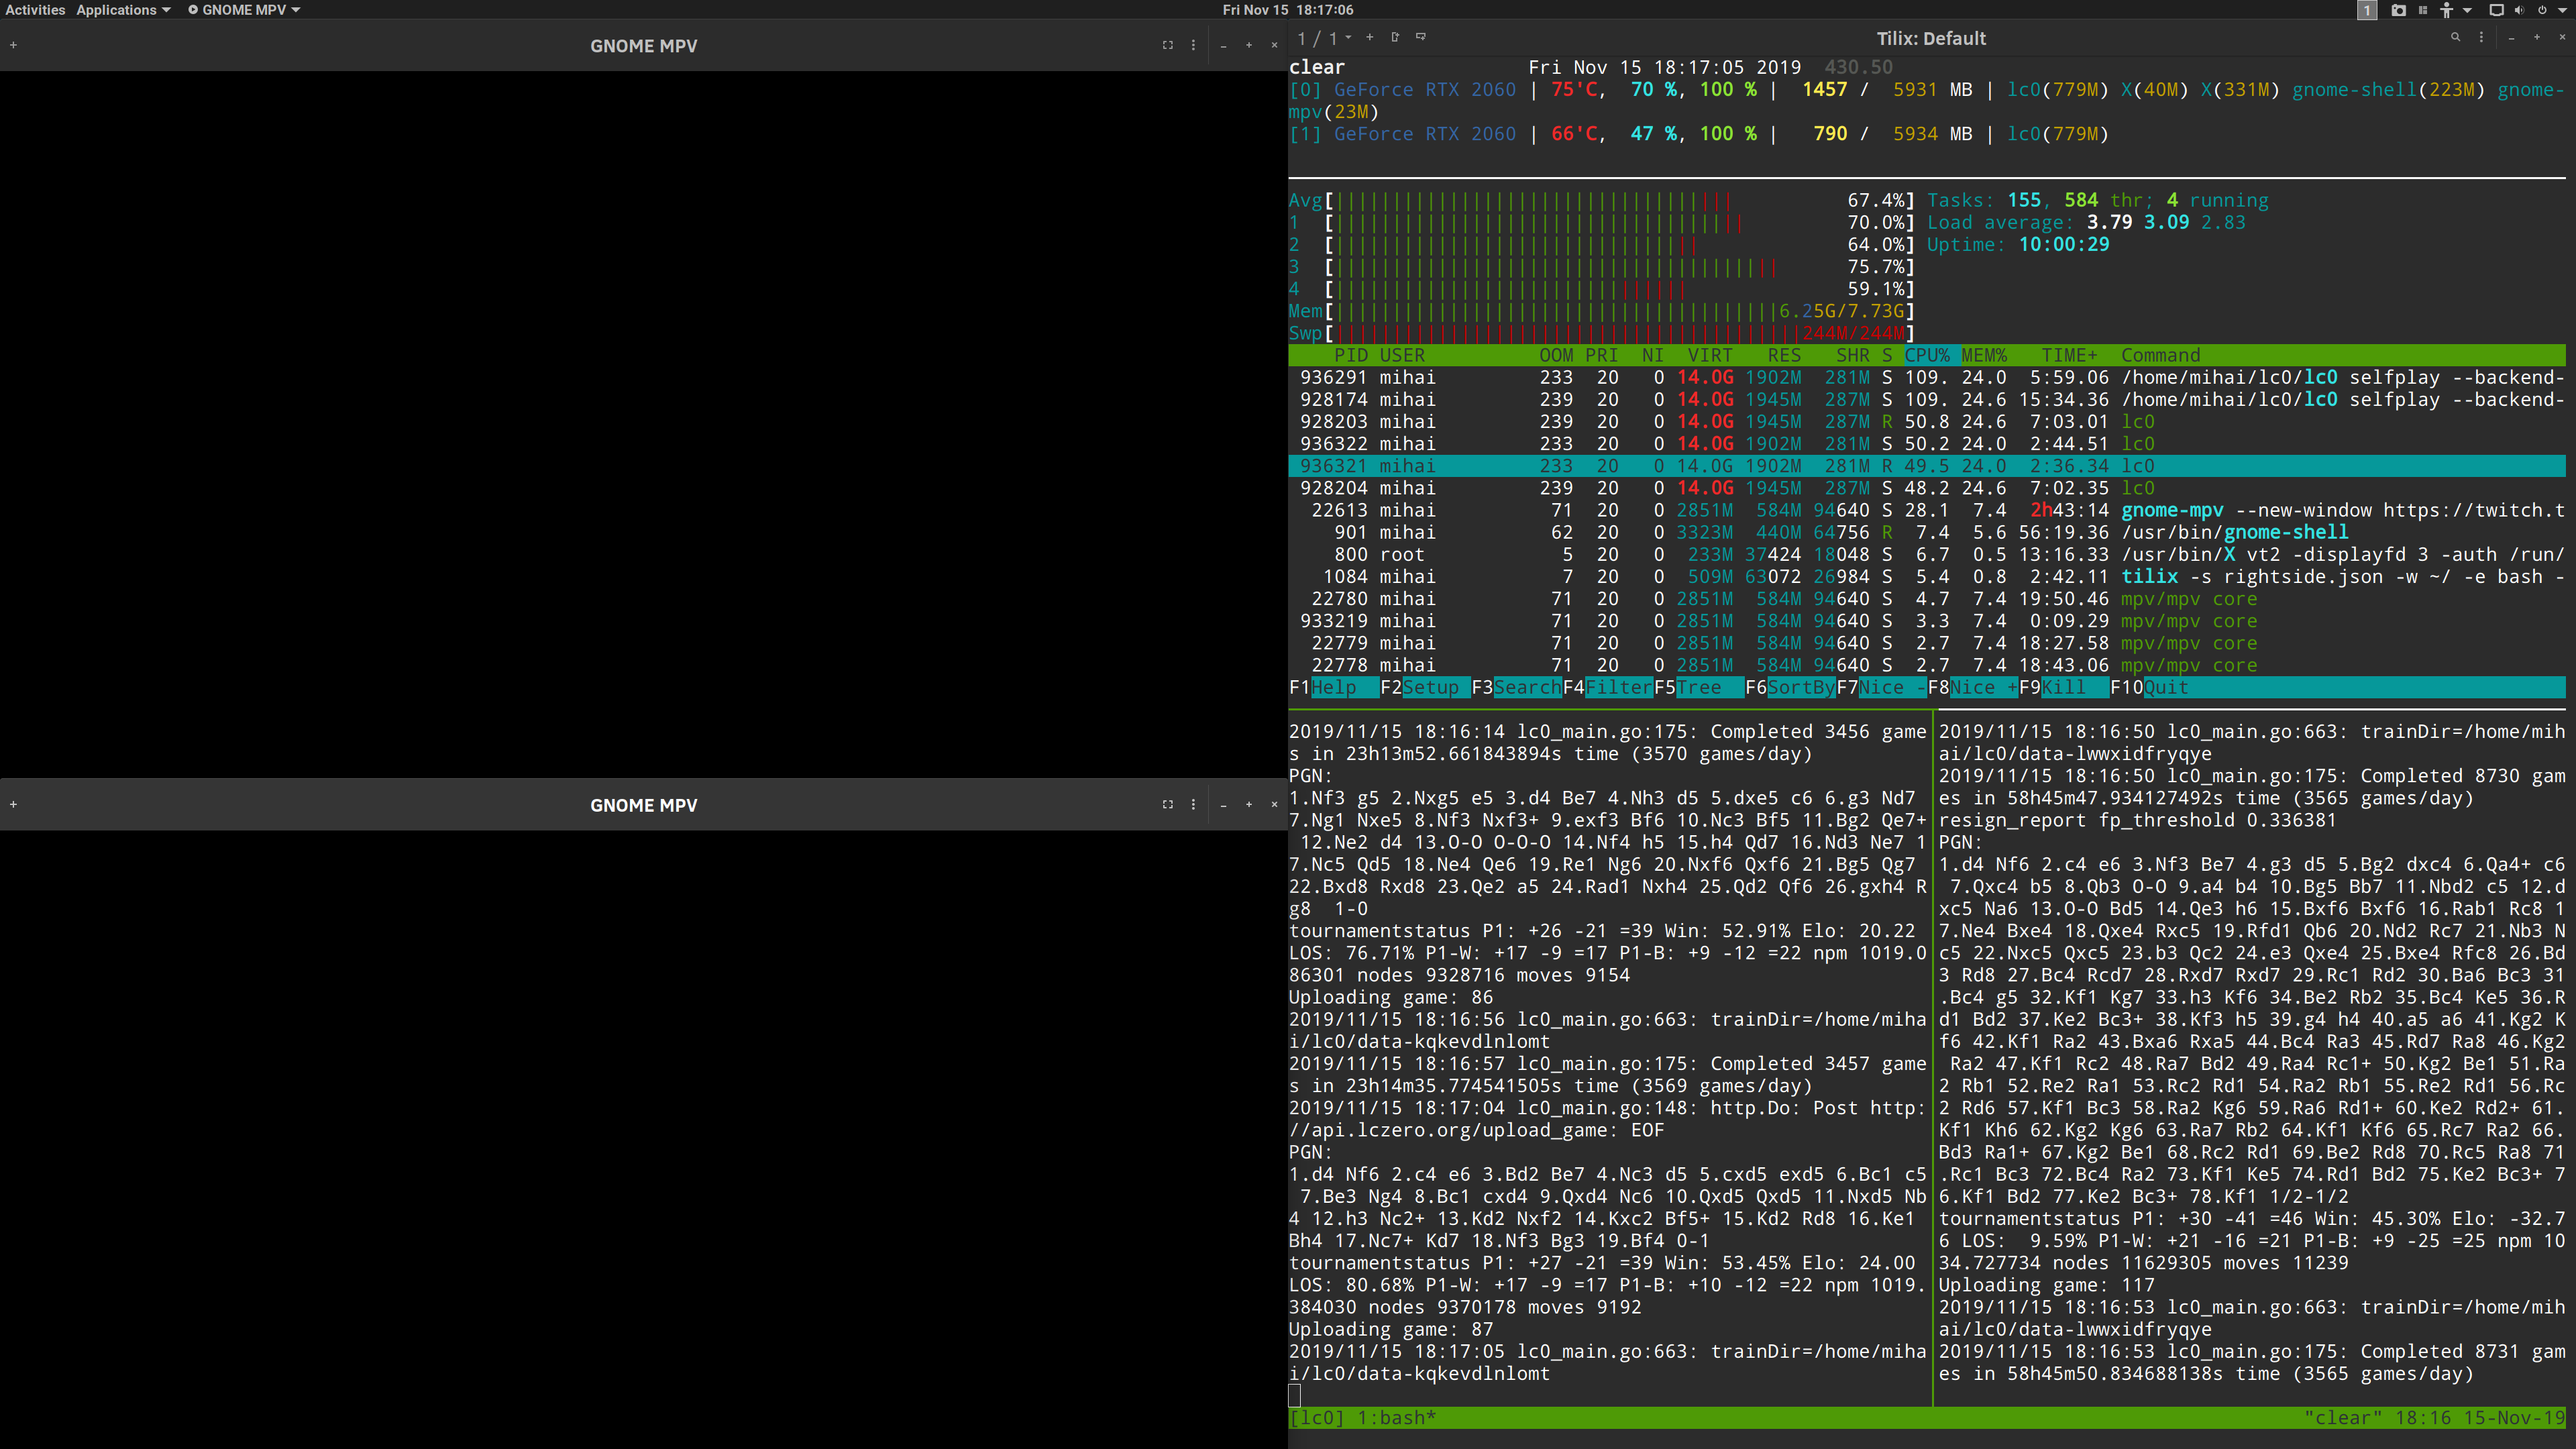 Activities Applications GNOME MPV Fri Nov 15 18:17:06 1
GNOME MPV
GNOME MPV
1 / 1 Tilix: Default
clear Fri Nov 15 18:17:05 2019 430.50
[0] GeForce RTX 2060 | 75'C, 70 %, 100 % | 1457 / 5931 MB | lc0(779M) X(40M) X(331M) gnome-shell(223M) gnome-
mpv(23M)
[1] GeForce RTX 2060 | 66'C, 47 %, 100 % | 790 / 5934 MB | lc0(779M)
Avg[ 67.4%] Tasks: 155, 584 thr; 4 running
1 [ 70.0%] Load average: 3.79 3.09 2.83
2 [ 64.0%] Uptime: 10:00:29
3 [ 75.7%]
4 [ 59.1%]
Mem[ 6.25G/7.73G]
Swp[ 244M/244M]
PID USER OOM PRI NI VIRT RES SHR S CPU% MEM% TIME+ Command
936291 mihai 233 20 0 14.0G 1902M 281M S 109. 24.0 5:59.06 /home/mihai/lc0/lc0 selfplay --backend-
928174 mihai 239 20 0 14.0G 1945M 287M S 109. 24.6 15:34.36 /home/mihai/lc0/lc0 selfplay --backend-
928203 mihai 239 20 0 14.0G 1945M 287M R 50.8 24.6 7:03.01 lc0
936322 mihai 233 20 0 14.0G 1902M 281M S 50.2 24.0 2:44.51 lc0
936321 mihai 233 20 0 14.0G 1902M 281M R 49.5 24.0 2:36.34 lc0
928204 mihai 239 20 0 14.0G 1945M 287M S 48.2 24.6 7:02.35 lc0
22613 mihai 71 20 0 2851M 584M 94640 S 28.1 7.4 2h43:14 gnome-mpv --new-window https://twitch.t
901 mihai 62 20 0 3323M 440M 64756 R 7.4 5.6 56:19.36 /usr/bin/gnome-shell
800 root 5 20 0 233M 37424 18048 S 6.7 0.5 13:16.33 /usr/bin/X vt2 -displayfd 3 -auth /run/
1084 mihai 7 20 0 509M 63072 26984 S 5.4 0.8 2:42.11 tilix -s rightside.json -w ~/ -e bash -
22780 mihai 71 20 0 2851M 584M 94640 S 4.7 7.4 19:50.46 mpv/mpv core
933219 mihai 71 20 0 2851M 584M 94640 S 3.3 7.4 0:09.29 mpv/mpv core
22779 mihai 71 20 0 2851M 584M 94640 S 2.7 7.4 18:27.58 mpv/mpv core
22778 mihai 71 20 0 2851M 584M 94640 S 2.7 7.4 18:43.06 mpv/mpv core
F1Help F2Setup F3SearchF4FilterF5Tree F6SortByF7Nice -F8Nice +F9Kill F10Quit
2019/11/15 18:16:14 lc0_main.go:175: Completed 3456 game
s in 23h13m52.661843894s time (3570 games/day)
PGN:
1.Nf3 g5 2.Nxg5 e5 3.d4 Be7 4.Nh3 d5 5.dxe5 c6 6.g3 Nd7
7.Ng1 Nxe5 8.Nf3 Nxf3+ 9.exf3 Bf6 10.Nc3 Bf5 11.Bg2 Qe7+
12.Ne2 d4 13.O-O O-O-O 14.Nf4 h5 15.h4 Qd7 16.Nd3 Ne7 1
7.Nc5 Qd5 18.Ne4 Qe6 19.Re1 Ng6 20.Nxf6 Qxf6 21.Bg5 Qg7
22.Bxd8 Rxd8 23.Qe2 a5 24.Rad1 Nxh4 25.Qd2 Qf6 26.gxh4 R
g8 1-0
tournamentstatus P1: +26 -21 =39 Win: 52.91% Elo: 20.22
LOS: 76.71% P1-W: +17 -9 =17 P1-B: +9 -12 =22 npm 1019.0
86301 nodes 9328716 moves 9154
Uploading game: 86
2019/11/15 18:16:56 lc0_main.go:663: trainDir=/home/miha
i/lc0/data-kqkevdlnlomt
2019/11/15 18:16:57 lc0_main.go:175: Completed 3457 game
s in 23h14m35.774541505s time (3569 games/day)
2019/11/15 18:17:04 lc0_main.go:148: http.Do: Post http:
//api.lczero.org/upload_game: EOF
PGN:
1.d4 Nf6 2.c4 e6 3.Bd2 Be7 4.Nc3 d5 5.cxd5 exd5 6.Bc1 c5
7.Be3 Ng4 8.Bc1 cxd4 9.Qxd4 Nc6 10.Qxd5 Qxd5 11.Nxd5 Nb
4 12.h3 Nc2+ 13.Kd2 Nxf2 14.Kxc2 Bf5+ 15.Kd2 Rd8 16.Ke1
Bh4 17.Nc7+ Kd7 18.Nf3 Bg3 19.Bf4 0-1
tournamentstatus P1: +27 -21 =39 Win: 53.45% Elo: 24.00
LOS: 80.68% P1-W: +17 -9 =17 P1-B: +10 -12 =22 npm 1019.
384030 nodes 9370178 moves 9192
Uploading game: 87
2019/11/15 18:17:05 lc0_main.go:663: trainDir=/home/miha
i/lc0/data-kqkevdlnlomt
2019/11/15 18:16:50 lc0_main.go:663: trainDir=/home/mih
ai/lc0/data-lwwxidfryqye
2019/11/15 18:16:50 lc0_main.go:175: Completed 8730 gam
es in 58h45m47.934127492s time (3565 games/day)
resign_report fp_threshold 0.336381
PGN:
1.d4 Nf6 2.c4 e6 3.Nf3 Be7 4.g3 d5 5.Bg2 dxc4 6.Qa4+ c6
7.Qxc4 b5 8.Qb3 O-O 9.a4 b4 10.Bg5 Bb7 11.Nbd2 c5 12.d
xc5 Na6 13.O-O Bd5 14.Qe3 h6 15.Bxf6 Bxf6 16.Rab1 Rc8 1
7.Ne4 Bxe4 18.Qxe4 Rxc5 19.Rfd1 Qb6 20.Nd2 Rc7 21.Nb3 N
c5 22.Nxc5 Qxc5 23.b3 Qc2 24.e3 Qxe4 25.Bxe4 Rfc8 26.Bd
3 Rd8 27.Bc4 Rcd7 28.Rxd7 Rxd7 29.Rc1 Rd2 30.Ba6 Bc3 31
.Bc4 g5 32.Kf1 Kg7 33.h3 Kf6 34.Be2 Rb2 35.Bc4 Ke5 36.R
d1 Bd2 37.Ke2 Bc3+ 38.Kf3 h5 39.g4 h4 40.a5 a6 41.Kg2 K
f6 42.Kf1 Ra2 43.Bxa6 Rxa5 44.Bc4 Ra3 45.Rd7 Ra8 46.Kg2
Ra2 47.Kf1 Rc2 48.Ra7 Bd2 49.Ra4 Rc1+ 50.Kg2 Be1 51.Ra
2 Rb1 52.Re2 Ra1 53.Rc2 Rd1 54.Ra2 Rb1 55.Re2 Rd1 56.Rc
2 Rd6 57.Kf1 Bc3 58.Ra2 Kg6 59.Ra6 Rd1+ 60.Ke2 Rd2+ 61.
Kf1 Kh6 62.Kg2 Kg6 63.Ra7 Rb2 64.Kf1 Kf6 65.Rc7 Ra2 66.
Bd3 Ra1+ 67.Kg2 Be1 68.Rc2 Rd1 69.Be2 Rd8 70.Rc5 Ra8 71
.Rc1 Bc3 72.Bc4 Ra2 73.Kf1 Ke5 74.Rd1 Bd2 75.Ke2 Bc3+ 7
6.Kf1 Bd2 77.Ke2 Bc3+ 78.Kf1 1/2-1/2
tournamentstatus P1: +30 -41 =46 Win: 45.30% Elo: -32.7
6 LOS: 9.59% P1-W: +21 -16 =21 P1-B: +9 -25 =25 npm 10
34.727734 nodes 11629305 moves 11239
Uploading game: 117
2019/11/15 18:16:53 lc0_main.go:663: trainDir=/home/mih
ai/lc0/data-lwwxidfryqye
2019/11/15 18:16:53 lc0_main.go:175: Completed 8731 gam
es in 58h45m50.834688138s time (3565 games/day)
[lc0] 1:bash* "clear" 18:16 15-Nov-19